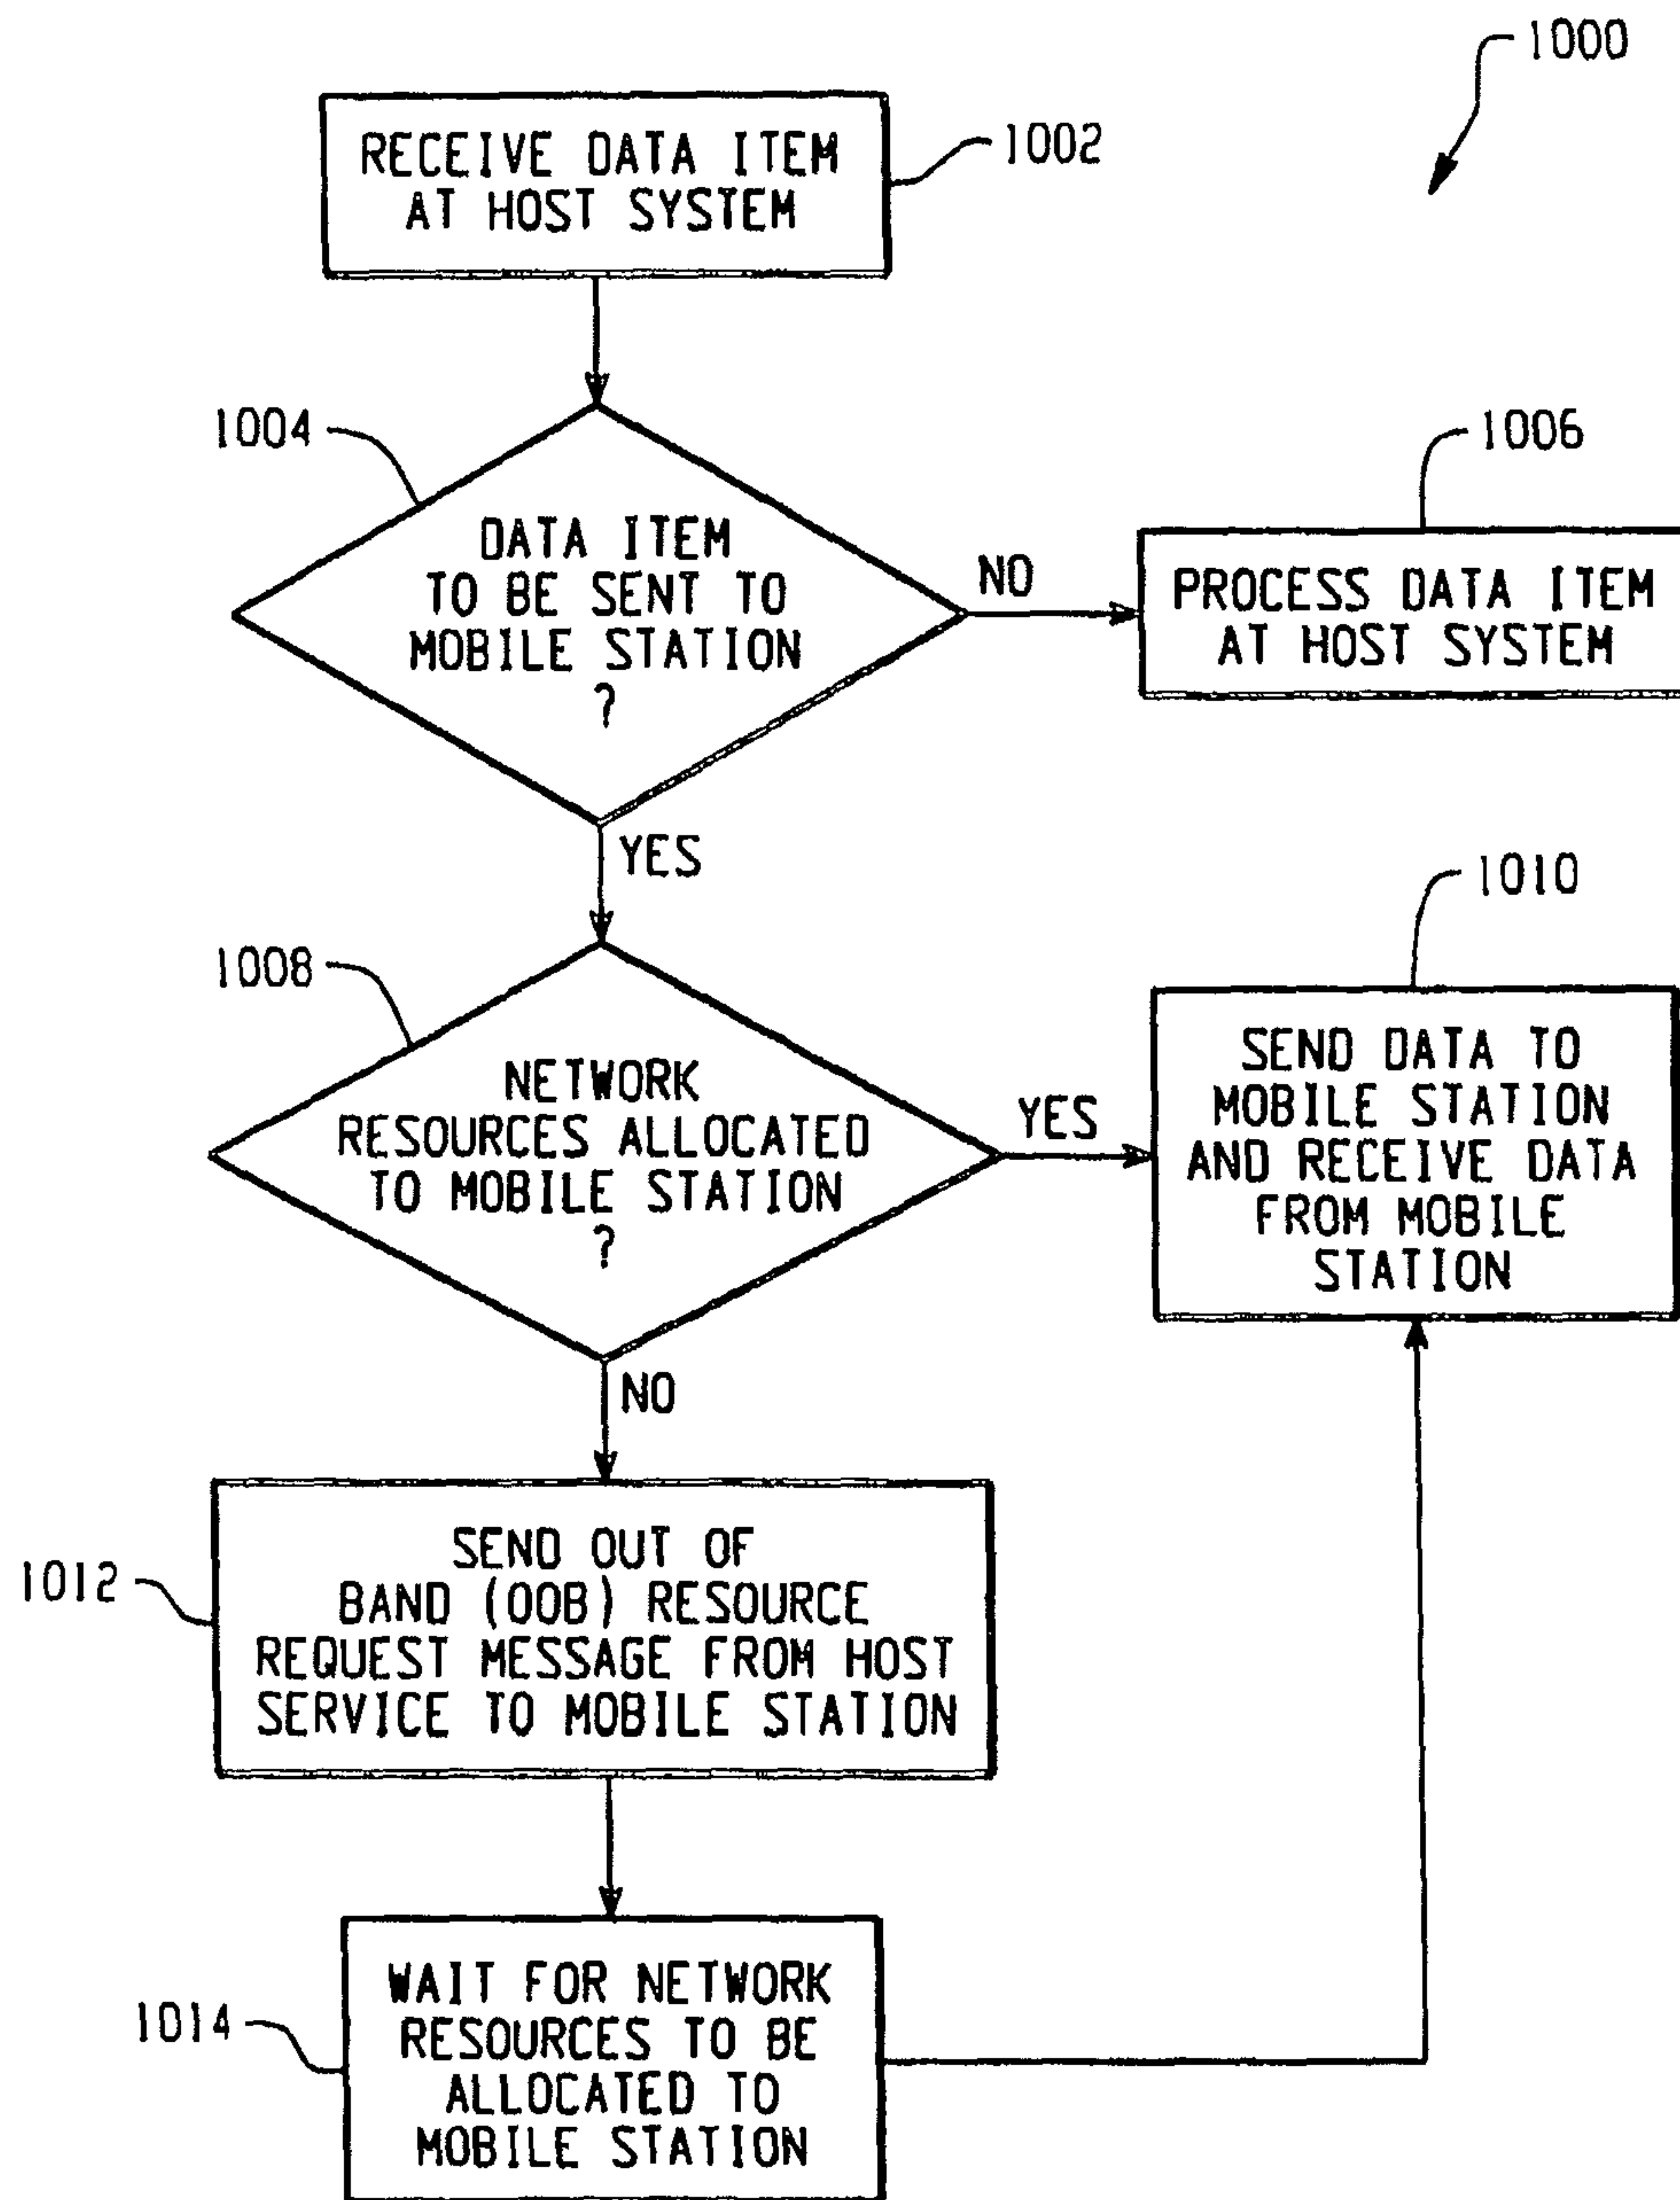 1000
RECEIVE DATA ITEM
AT HOST SYSTEM
1002
1004
DATA ITEM
TO BE SENT TO
MOBILE STATION
?
NO
1006
PROCESS DATA ITEM
AT HOST SYSTEM
YES
1008
NETWORK
RESOURCES ALLOCATED
TO MOBILE STATION
?
YES
1010
SEND DATA TO
MOBILE STATION
AND RECEIVE DATA
FROM MOBILE
STATION
NO
1012
SEND OUT OF
BAND (OOB) RESOURCE
REQUEST MESSAGE FROM HOST
SERVICE TO MOBILE STATION
1014
WAIT FOR NETWORK
RESOURCES TO BE
ALLOCATED TO
MOBILE STATION